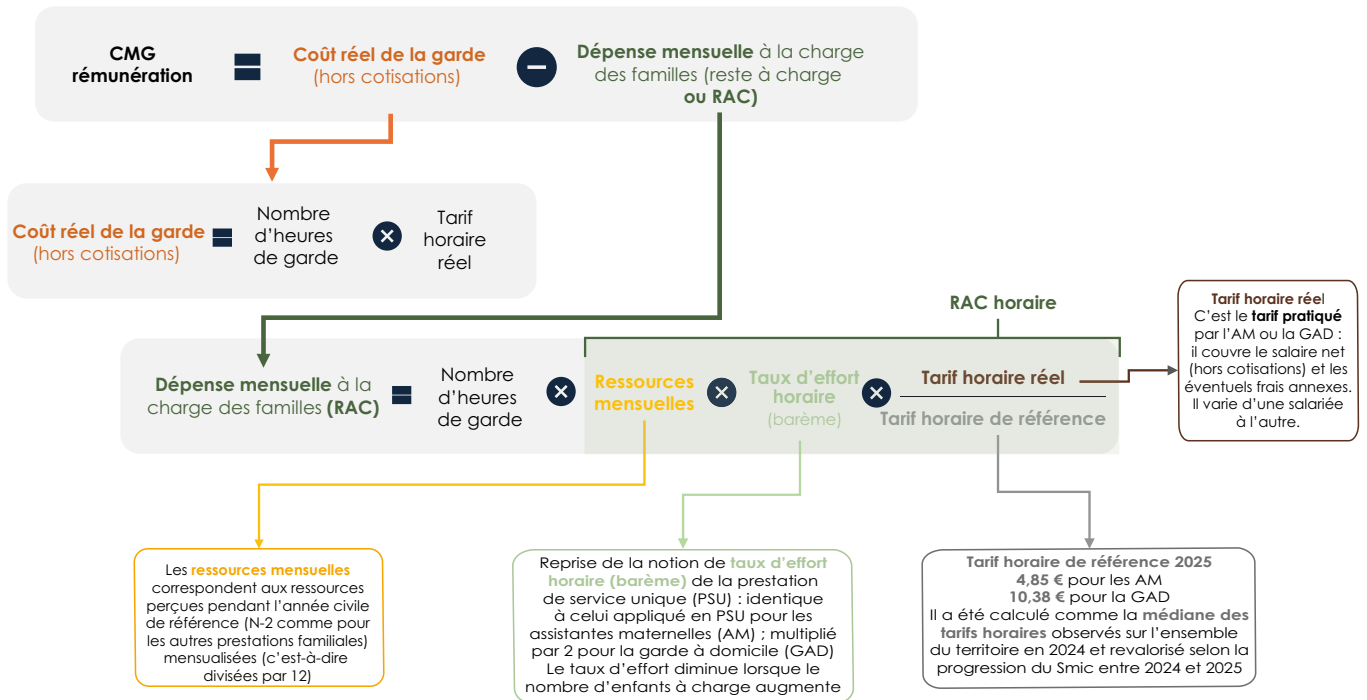 CMG
rémunération
Coût réel de la garde
(hors cotisations)
Dépense mensuelle à la charge
des familles (reste à charge
ou RAC)
Coût réel de la garde
(hors cotisations)
Nombre
d’heures
de garde
Tarif
horaire
réel
RAC horaire
Dépense mensuelle à la
charge des familles (RAC)
Nombre
d’heures
de garde
Ressources
mensuelles
Taux d’effort
horaire
(barème)
Tarif horaire réel
Tarif horaire de référence
Tarif horaire réel
C’est le tarif pratiqué
par l’AM ou la GAD :
il couvre le salaire net
(hors cotisations) et les
éventuels frais annexes.
Il varie d’une salariée
à l’autre.
Les ressources mensuelles
correspondent aux ressources
perçues pendant l’année civile
de référence (N-2 comme pour
les autres prestations familiales)
mensualisées (c’est-à-dire
divisées par 12)
Reprise de la notion de taux d’effort
horaire (barème) de la prestation
de service unique (PSU) : identique
à celui appliqué en PSU pour les
assistantes maternelles (AM) ; multiplié
par 2 pour la garde à domicile (GAD)
Le taux d’effort diminue lorsque le
nombre d’enfants à charge augmente
Tarif horaire de référence 2025
4,85 € pour les AM
10,38 € pour la GAD
Il a été calculé comme la médiane des
tarifs horaires observés sur l’ensemble
du territoire en 2024 et revalorisé selon la
progression du Smic entre 2024 et 2025